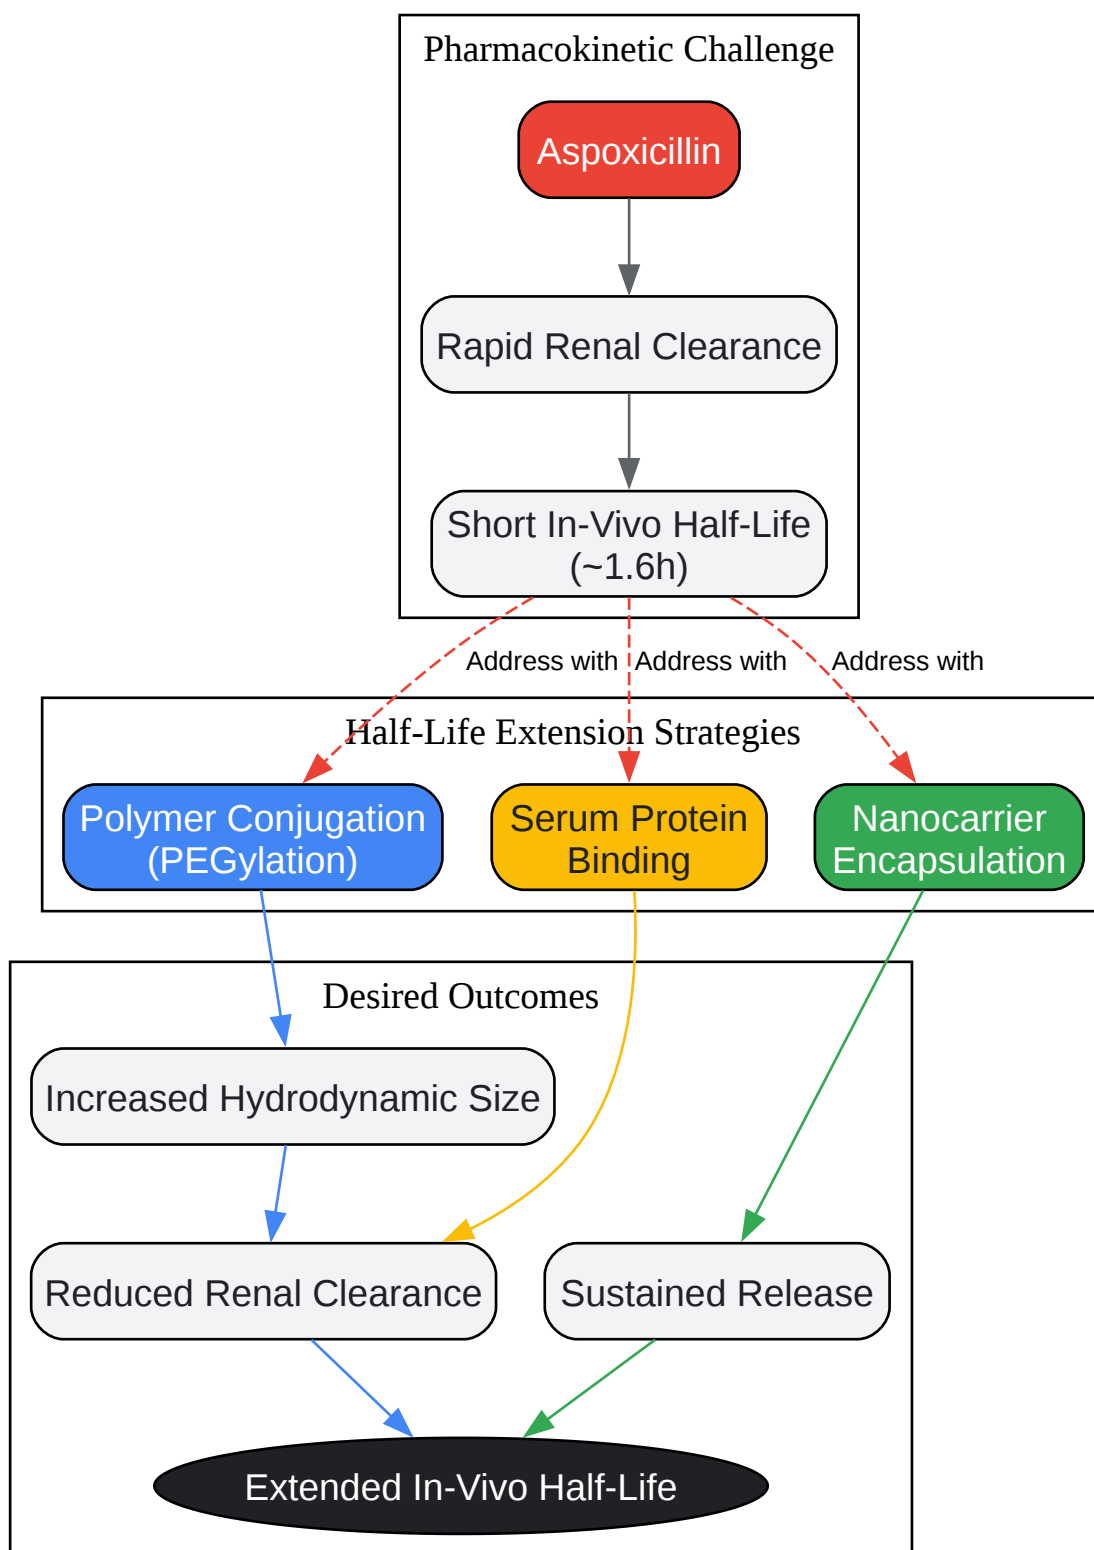 Pharmacokinetic Challenge
Aspoxicillin
Rapid Renal Clearance
Short In-Vivo Half-Life
(~1.6h)
Address with
Address with
Address with
Half-Life Extension Strategies
Polymer Conjugation
(PEGylation)
Serum Protein
Binding
Nanocarrier
Encapsulation
Desired Outcomes
Increased Hydrodynamic Size
Reduced Renal Clearance
Sustained Release
Extended In-Vivo Half-Life